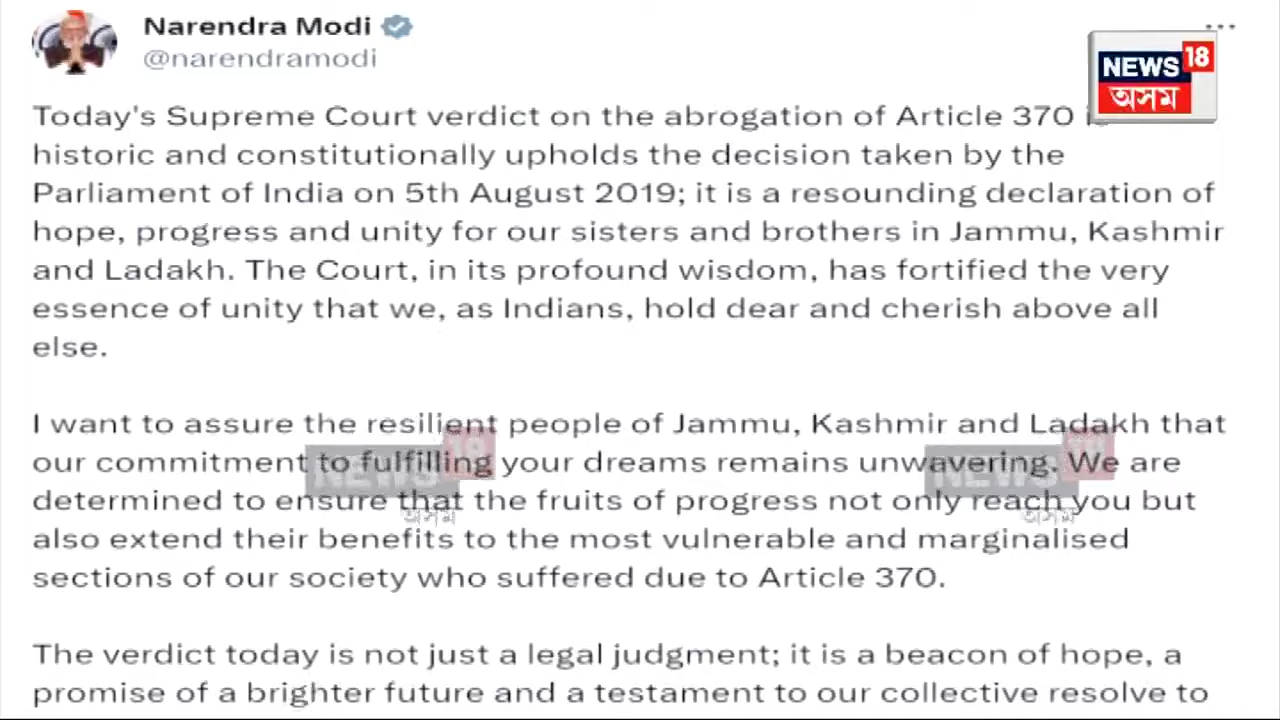 Narendra Modi
@narendramodi
NEWS 18
অসম
Today's Supreme Court verdict on the abrogation of Article 370 is
historic and constitutionally upholds the decision taken by the
Parliament of India on 5th August 2019; it is a resounding declaration of
hope, progress and unity for our sisters and brothers in Jammu, Kashmir
and Ladakh. The Court, in its profound wisdom, has fortified the very
essence of unity that we, as Indians, hold dear and cherish above all
else.
I want to assure the resilient people of Jammu, Kashmir and Ladakh that
our commitment to fulfilling your dreams remains unwavering. We are
determined to ensure that the fruits of progress not only reach you but
also extend their benefits to the most vulnerable and marginalised
sections of our society who suffered due to Article 370.
The verdict today is not just a legal judgment; it is a beacon of hope, a
promise of a brighter future and a testament to our collective resolve to
NEWS 18
অসম
NEWS 18
অসম